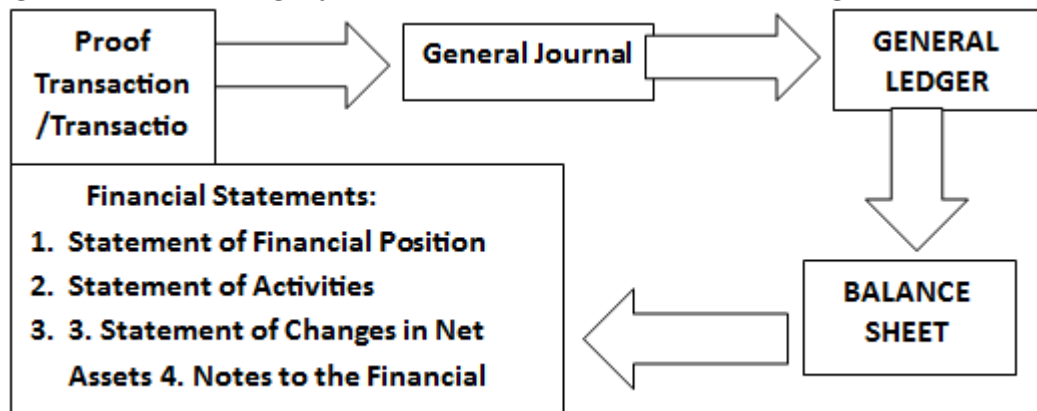 Proof
Transaction
/Transactio
General Journal
GENERAL
LEDGER
Financial Statements:
1. Statement of Financial Position
2. Statement of Activities
3. 3. Statement of Changes in Net
Assets 4. Notes to the Financial
BALANCE
SHEET